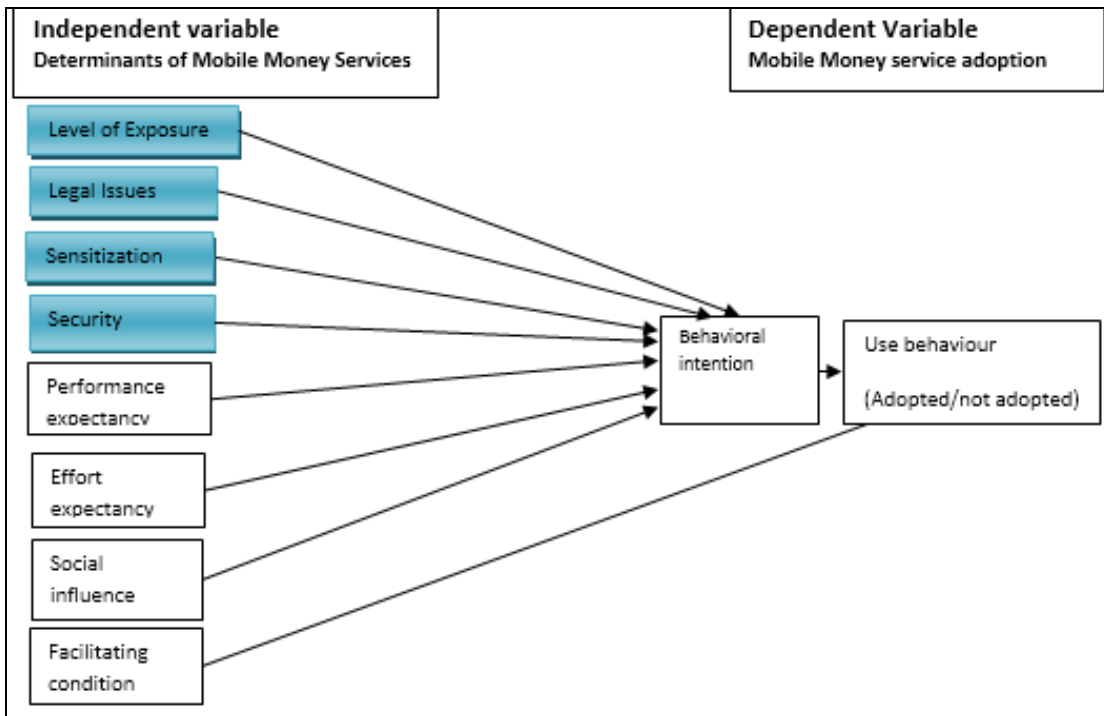 Independent variable
Determinants of Mobile Money Services
Dependent Variable
Mobile Money service adoption
Level of Exposure
Legal Issues
Sensitization
Security
Performance
expectancy
Effort
expectancy
Social
influence
Facilitating
condition
Behavioral
intention
Use behaviour
(Adopted/not adopted)